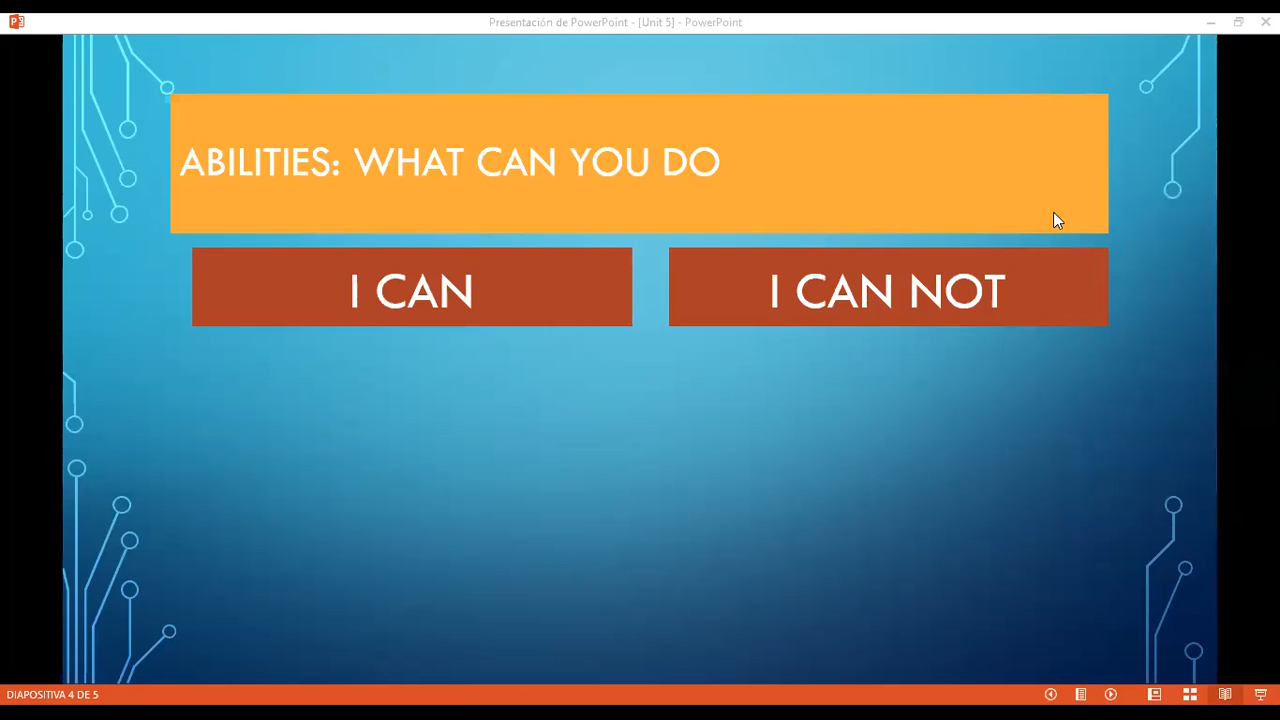 Presentación de PowerPoint - [Unit 5] - PowerPoint
ABILITIES: WHAT CAN YOU DO
I CAN
I CAN NOT
DIAPOSITIVA 4 DE 5